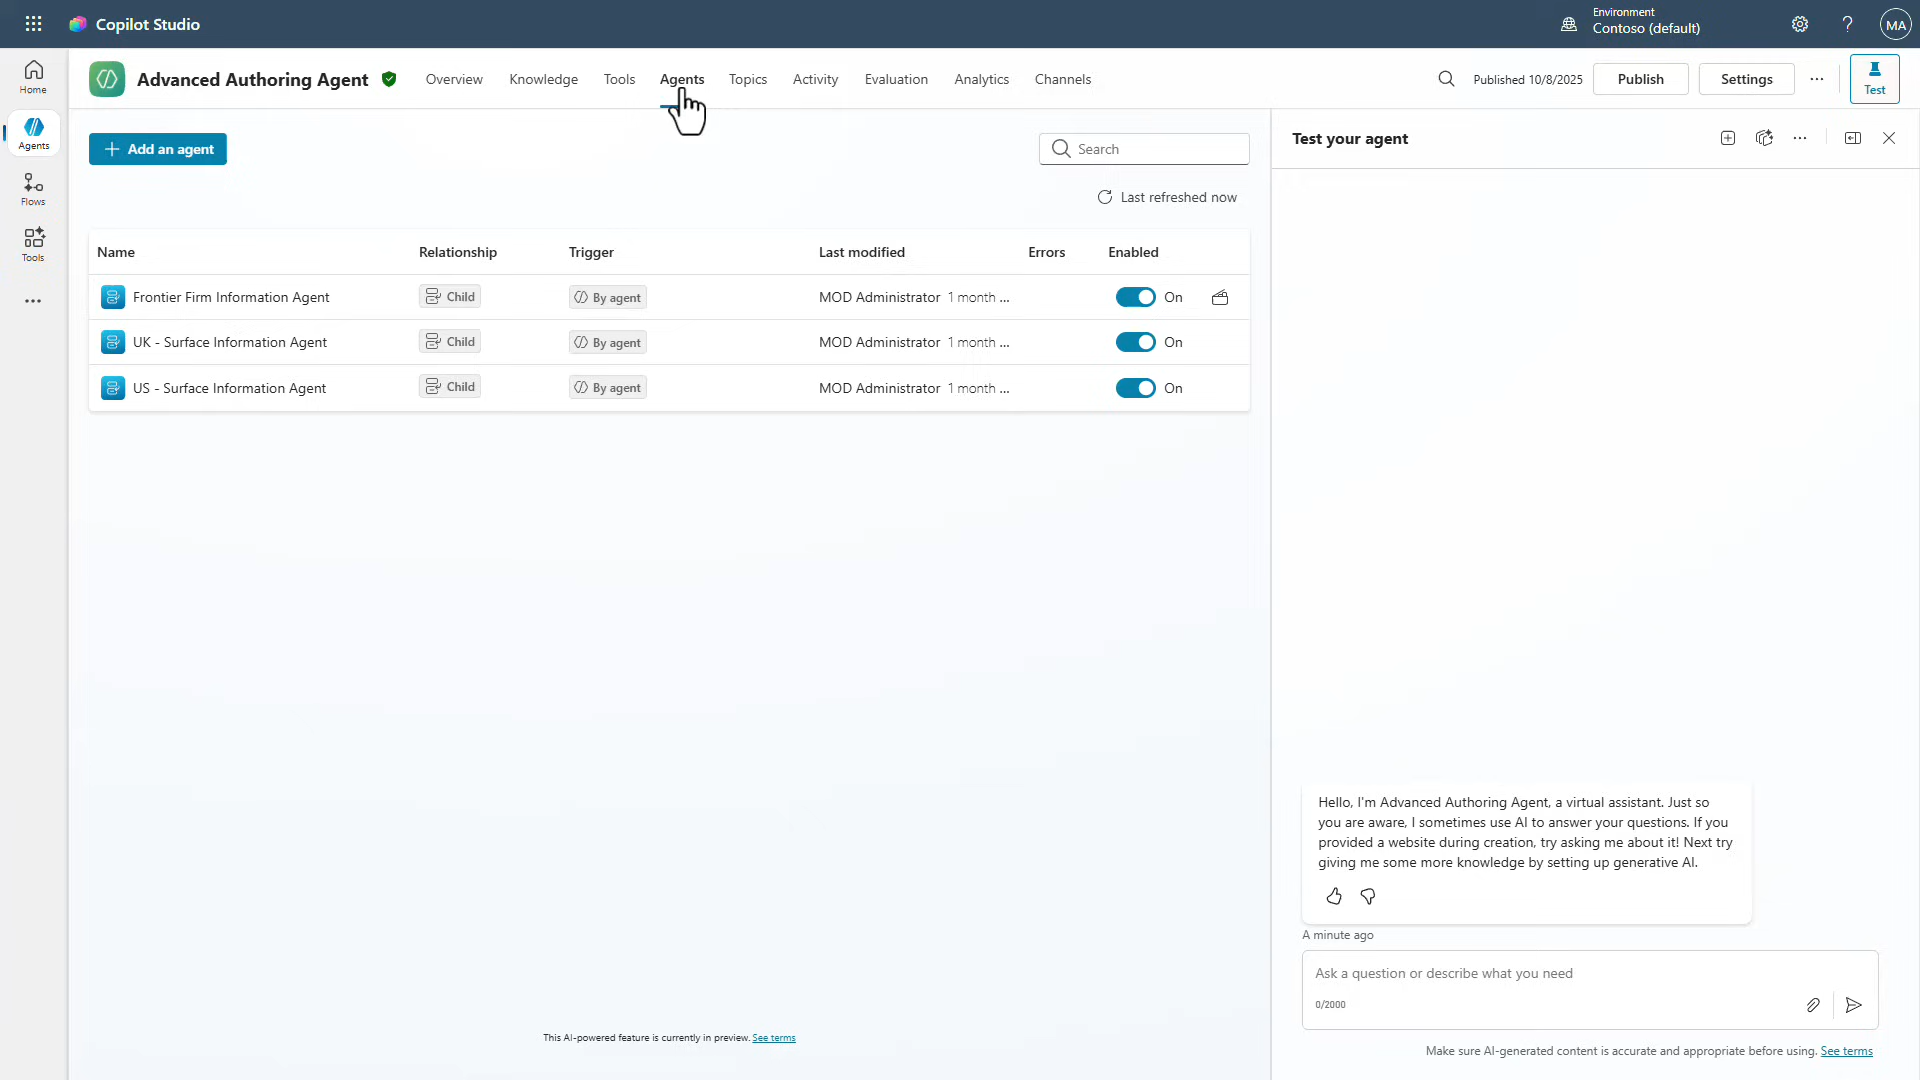 Copilot Studio
Environment
Contoso (default)
MA
Home
Agents
Flows
Tools
Advanced Authoring Agent
Overview
Knowledge
Tools
Agents
Topics
Activity
Evaluation
Analytics
Channels
Published 10/8/2025
Publish
Settings
Test
Add an agent
Search
Last refreshed now
Name Relationship Trigger Last modified Errors Enabled
Frontier Firm Information Agent Child By agent MOD Administrator 1 month ... On
UK - Surface Information Agent Child By agent MOD Administrator 1 month ... On
US - Surface Information Agent Child By agent MOD Administrator 1 month ... On
This AI-powered feature is currently in preview. See terms
Test your agent
Hello, I'm Advanced Authoring Agent, a virtual assistant. Just so
you are aware, I sometimes use AI to answer your questions. If you
provided a website during creation, try asking me about it! Next try
giving me some more knowledge by setting up generative AI.
A minute ago
Ask a question or describe what you need
0/2000
Make sure AI-generated content is accurate and appropriate before using. See terms